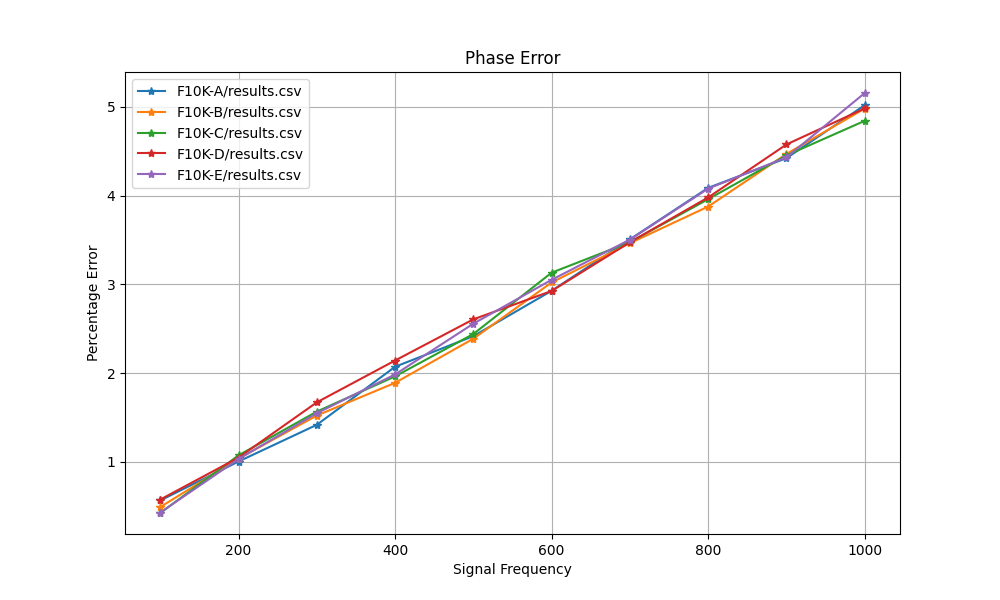 Phase Error
F10K-A/results.csv
F10K-B/results.csv
F10K-C/results.csv
F10K-D/results.csv
F10K-E/results.csv
Percentage Error
5
4
3
2
1
200 400 600 800 1000
Signal Frequency